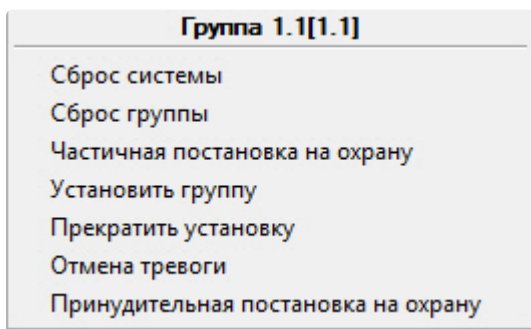 Группа 1.1[1.1]
Сброс системы
Сброс группы
Частичная постановка на охрану
Установить группу
Прекратить установку
Отмена тревоги
Принудительная постановка на охрану